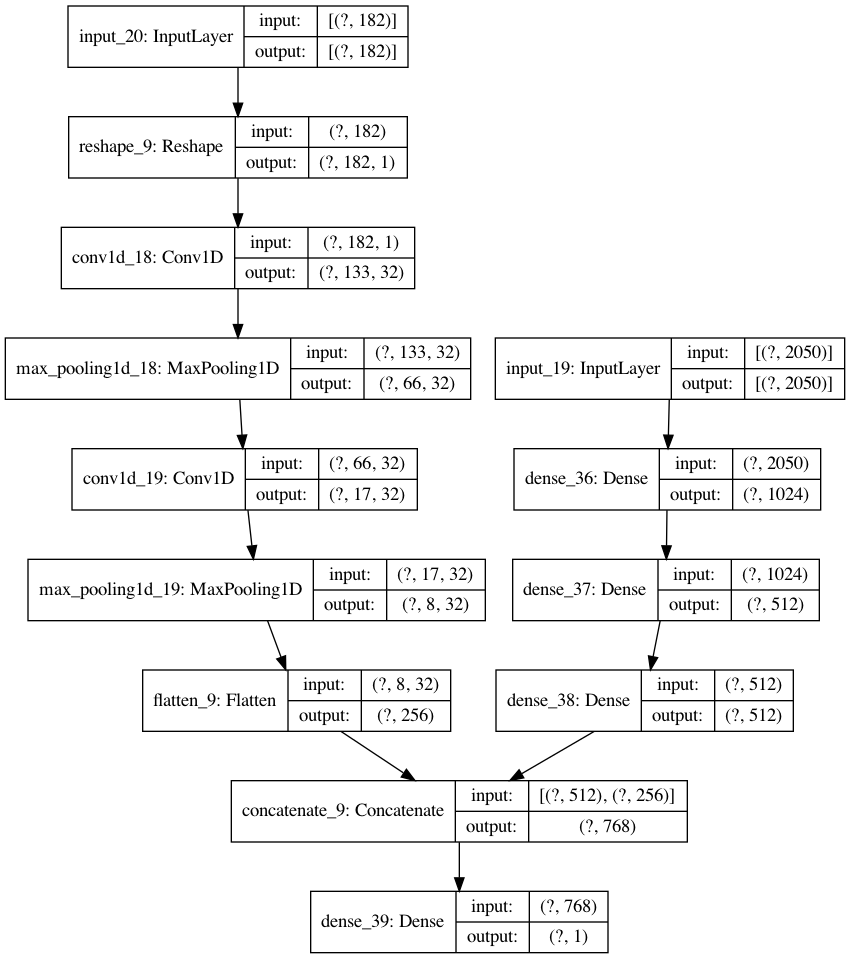 input_20: InputLayer
input: [(?, 182)]
output: [(?, 182)]
reshape_9: Reshape
input: (?, 182)
output: (?, 182, 1)
conv1d_18: Conv1D
input: (?, 182, 1)
output: (?, 133, 32)
max_pooling1d_18: MaxPooling1D
input: (?, 133, 32)
output: (?, 66, 32)
input_19: InputLayer
input: [(?, 2050)]
output: [(?, 2050)]
conv1d_19: Conv1D
input: (?, 66, 32)
output: (?, 17, 32)
dense_36: Dense
input: (?, 2050)
output: (?, 1024)
max_pooling1d_19: MaxPooling1D
input: (?, 17, 32)
output: (?, 8, 32)
dense_37: Dense
input: (?, 1024)
output: (?, 512)
flatten_9: Flatten
input: (?, 8, 32)
output: (?, 256)
dense_38: Dense
input: (?, 512)
output: (?, 512)
concatenate_9: Concatenate
input: [(?, 512), (?, 256)]
output: (?, 768)
dense_39: Dense
input: (?, 768)
output: (?, 1)